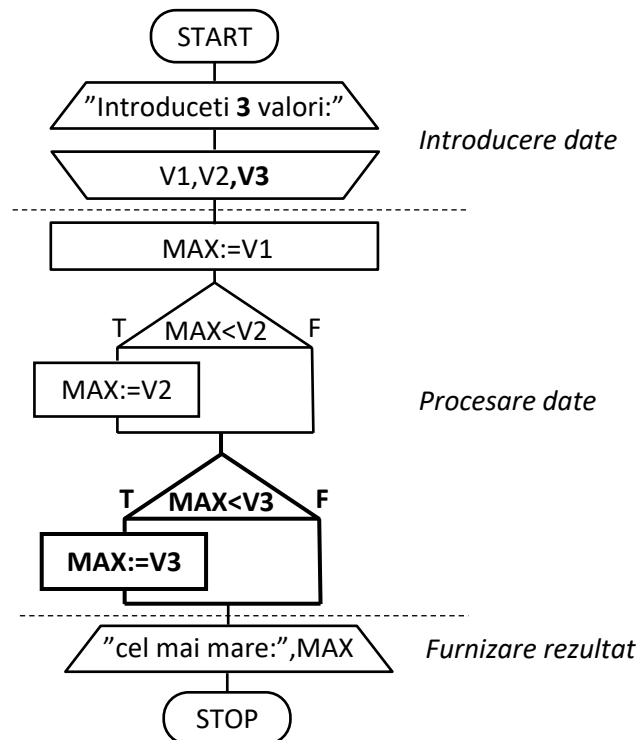 START
”Introduceti 3 valori:”
Introducere date
V1,V2,V3
MAX:=V1
T MAX<V2 F
MAX:=V2
Procesare date
T MAX<V3 F
MAX:=V3
”cel mai mare:”,MAX
Furnizare rezultat
STOP